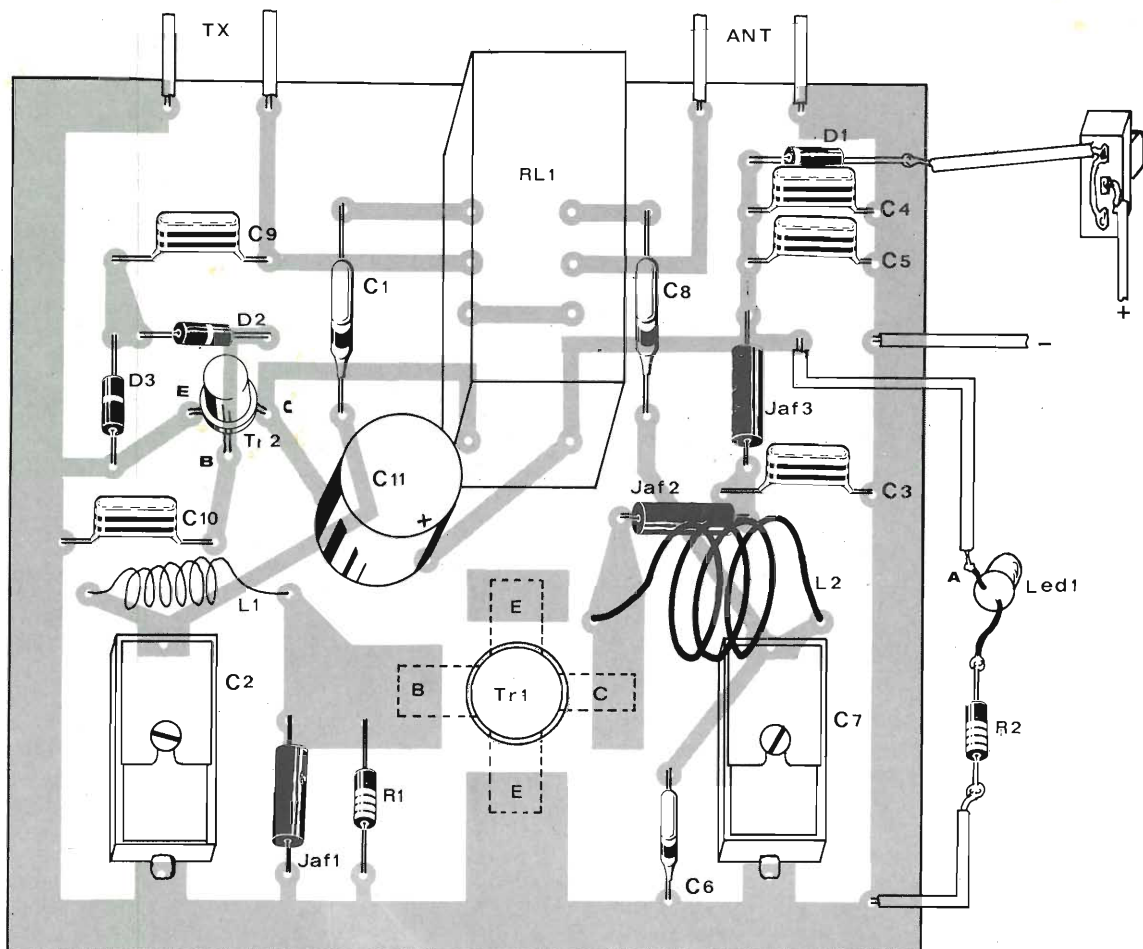 TX
ANT
RL1
D1
C4
C9
C5
C1
C8
D2
D3
E
C
Tr2
B
Jaf3
C11
+
C3
Jaf2
C10
L1
L2
A
Led1
E
B
Tr1
C
E
C2
C7
R2
R1
Jaf1
C6
+
-